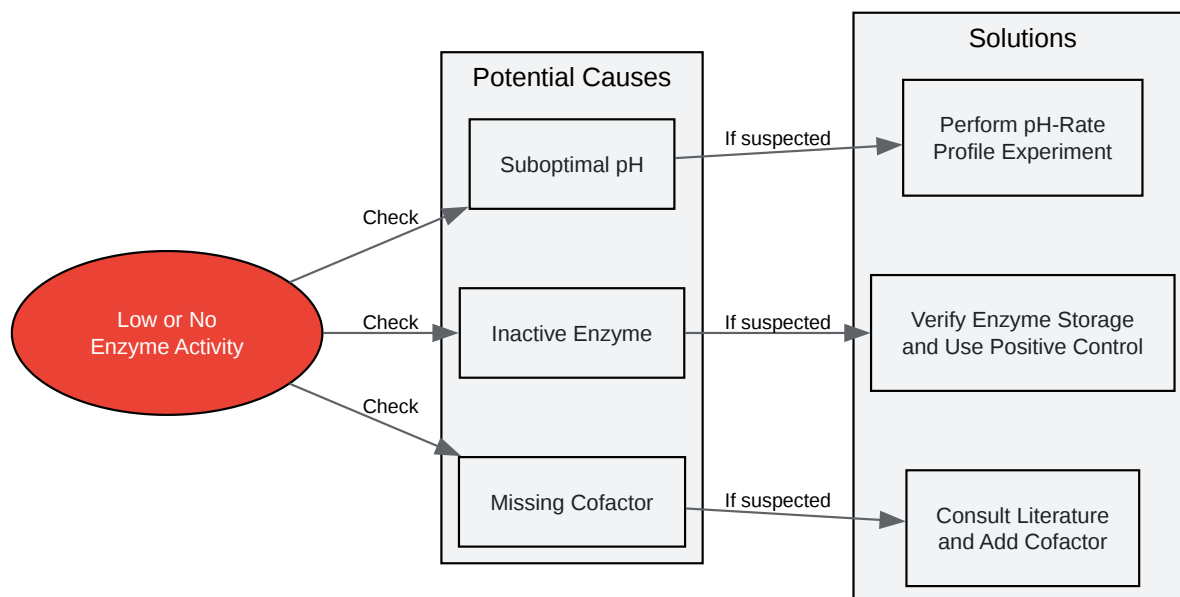 Solutions
Potential Causes
Perform pH-Rate
Profile Experiment
If suspected
Suboptimal pH
Check
Low or No
Enzyme Activity
Check
Inactive Enzyme
If suspected
Verify Enzyme Storage
and Use Positive Control
Check
Missing Cofactor
If suspected
Consult Literature
and Add Cofactor